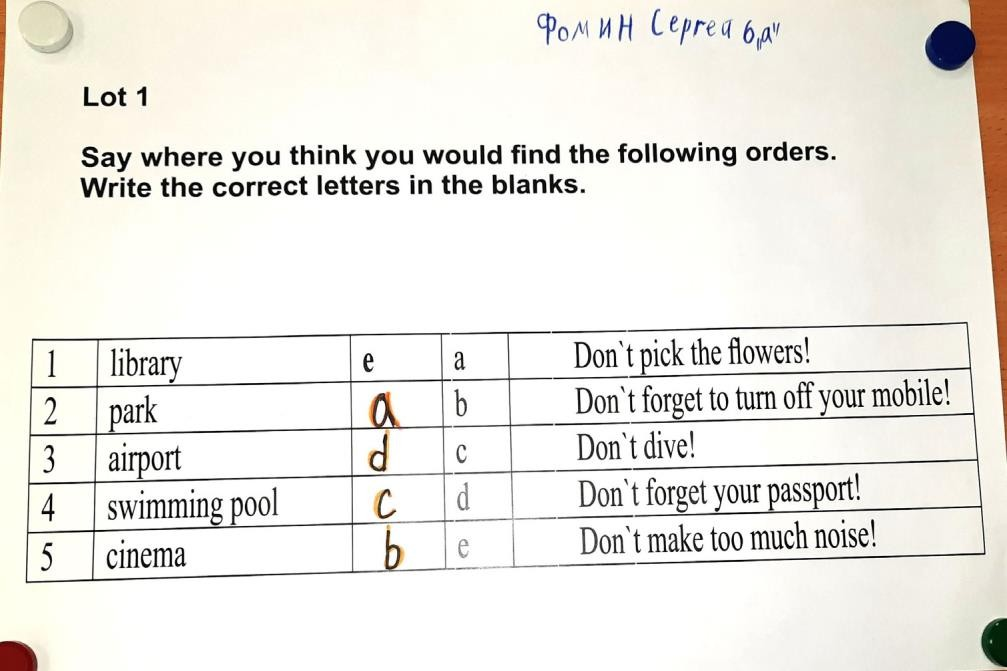 Фомин Сергей 6„а"
Lot 1
Say where you think you would find the following orders.
Write the correct letters in the blanks.
1 library e a Don`t pick the flowers!
2 park a b Don`t forget to turn off your mobile!
3 airport d c Don`t dive!
4 swimming pool c d Don`t forget your passport!
5 cinema b e Don`t make too much noise!